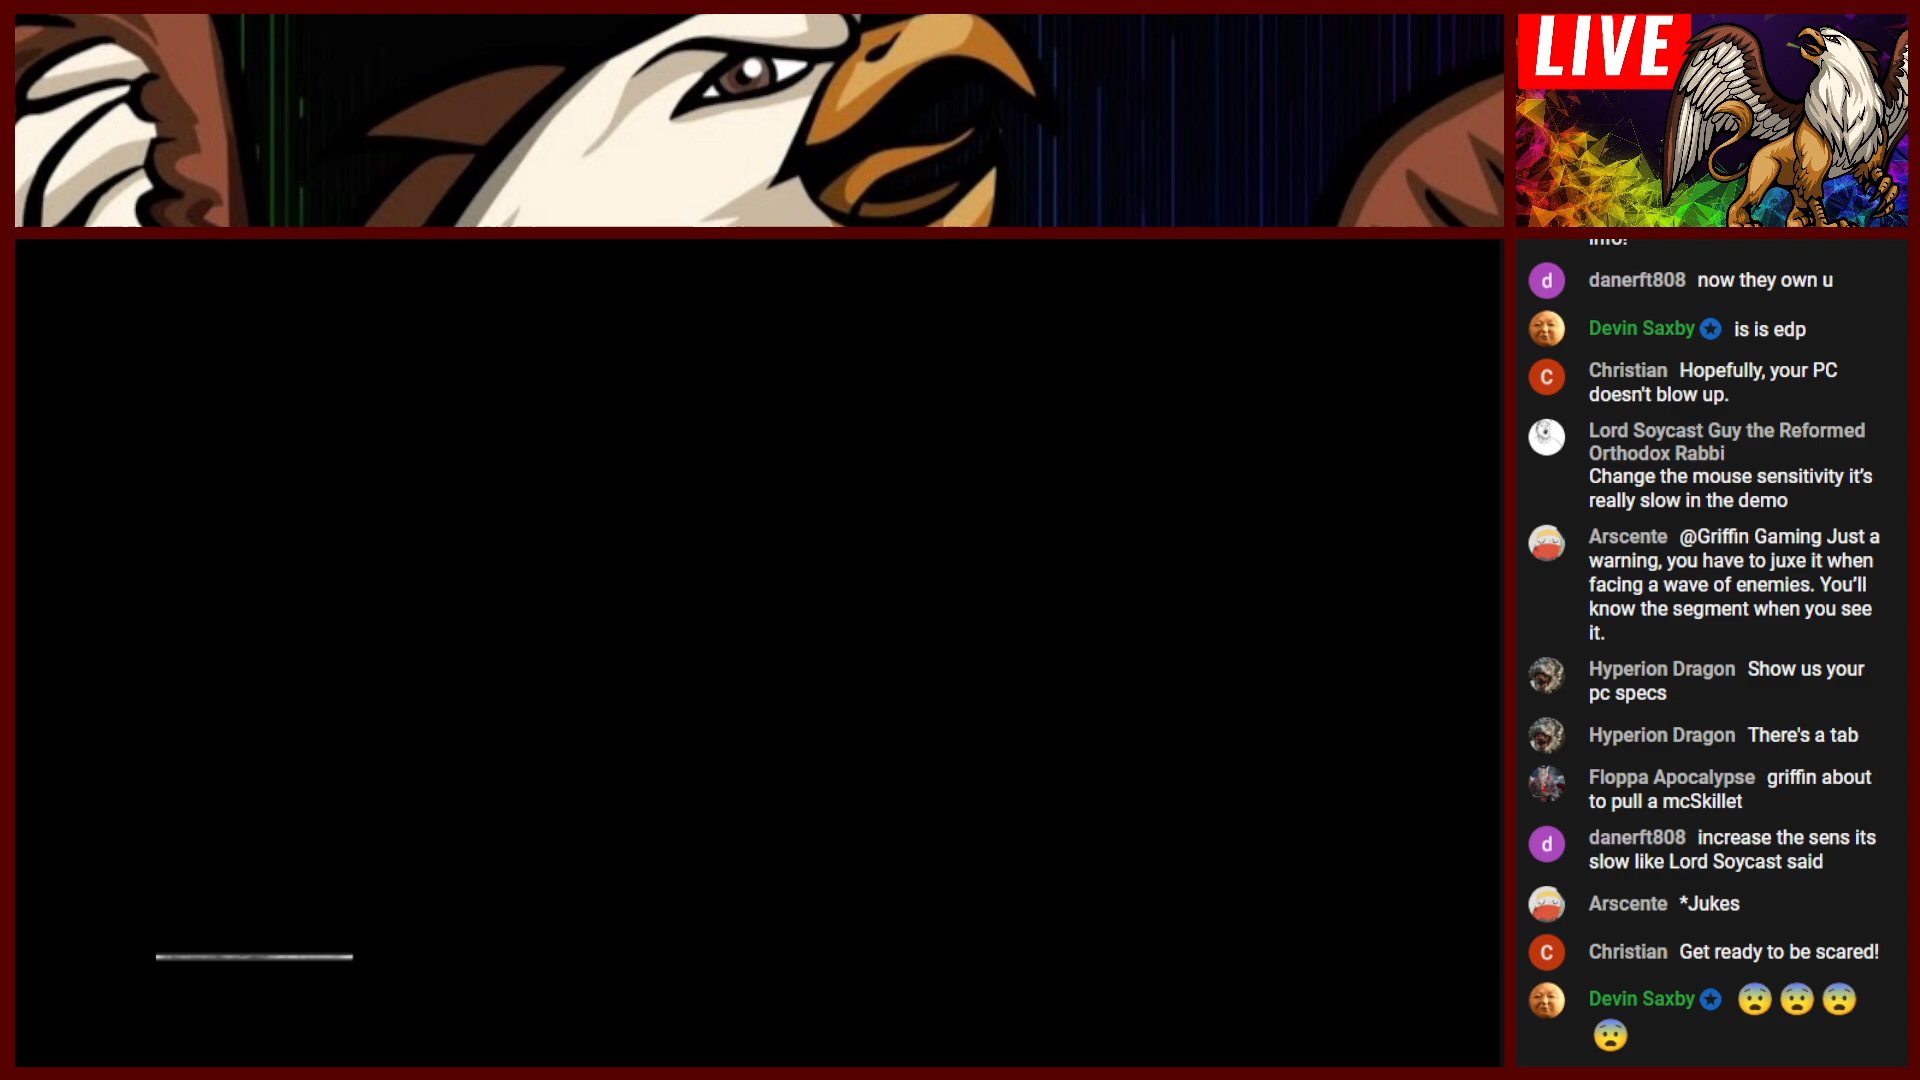 LIVE
info!
danerft808 now they own u
Devin Saxby is is edp
Christian Hopefully, your PC
doesn't blow up.
Lord Soycast Guy the Reformed
Orthodox Rabbi
Change the mouse sensitivity it's
really slow in the demo
Arscente @Griffin Gaming Just a
warning, you have to juxe it when
facing a wave of enemies. You'll
know the segment when you see
it.
Hyperion Dragon Show us your
pc specs
Hyperion Dragon There's a tab
Floppa Apocalypse griffin about
to pull a mcSkillet
danerft808 increase the sens its
slow like Lord Soycast said
Arscente *Jukes
Christian Get ready to be scared!
Devin Saxby 😨😨😨
😨